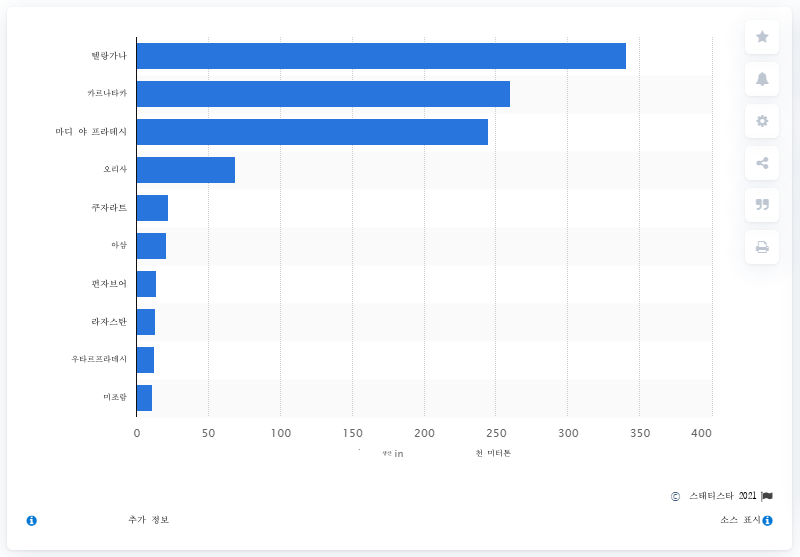 텔랑가나
카르나타카
마디 야 프라데시
오리사
쿠자라트
아삼
펀자브어
라자스탄
우타르프라데시
미조람
0 50 100 150 200 250 300 350 400
생산 in 천 미터톤
© 스태티스타 2021
추가 정보 소스 표시